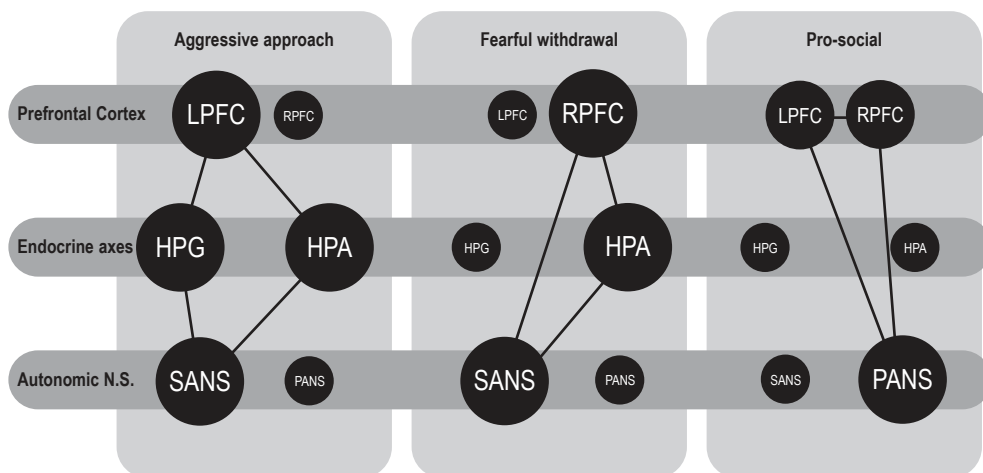 Aggressive approach Fearful withdrawal Pro-social
Prefrontal Cortex LPFC RPFC LPFC RPFC LPFC RPFC
Endocrine axes HPG HPA HPG HPA HPG HPA
Autonomic N.S. SANS PANS SANS PANS SANS PANS